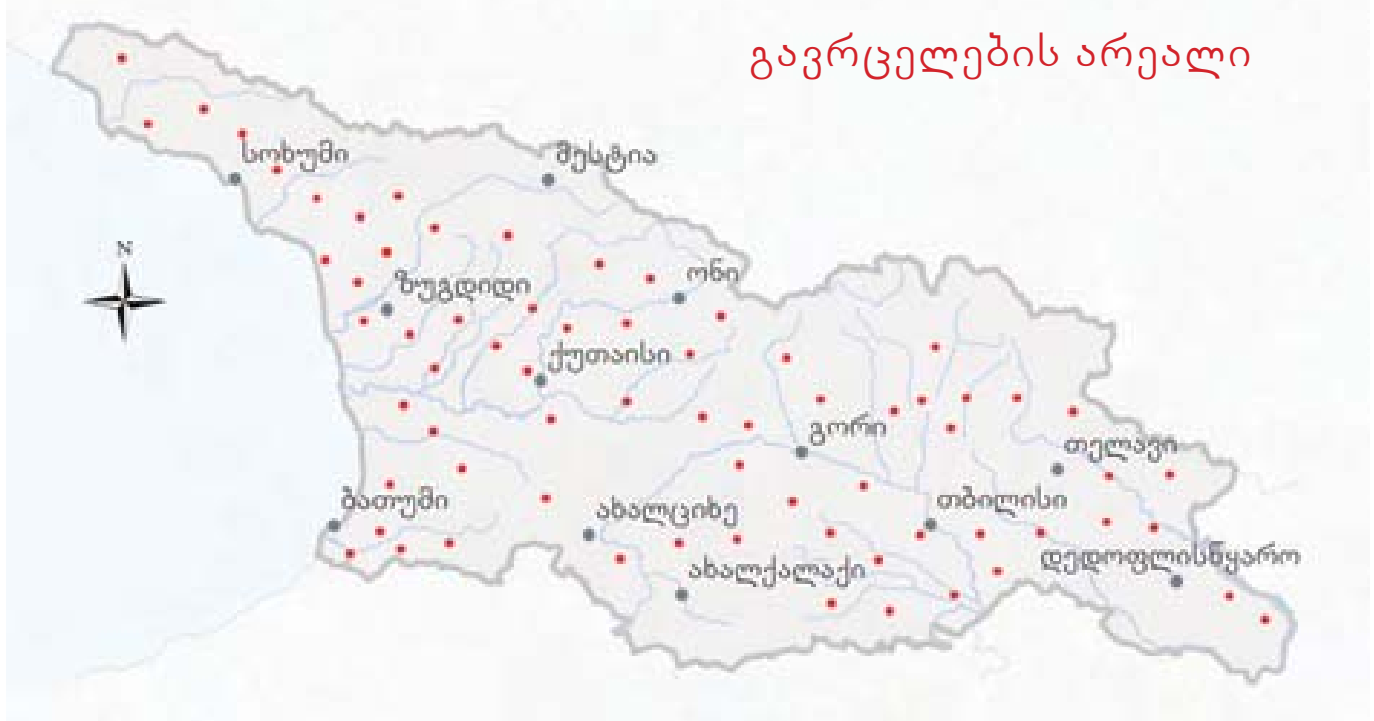 გავრცელების არეალი
სოხუმი
მესტია
N
ზუგდიდი
ონი
ქუთაისი
გორი
თელავი
ბათუმი
ახალციხე
თბილისი
ახალქალაქი
დედოფლისწყარო